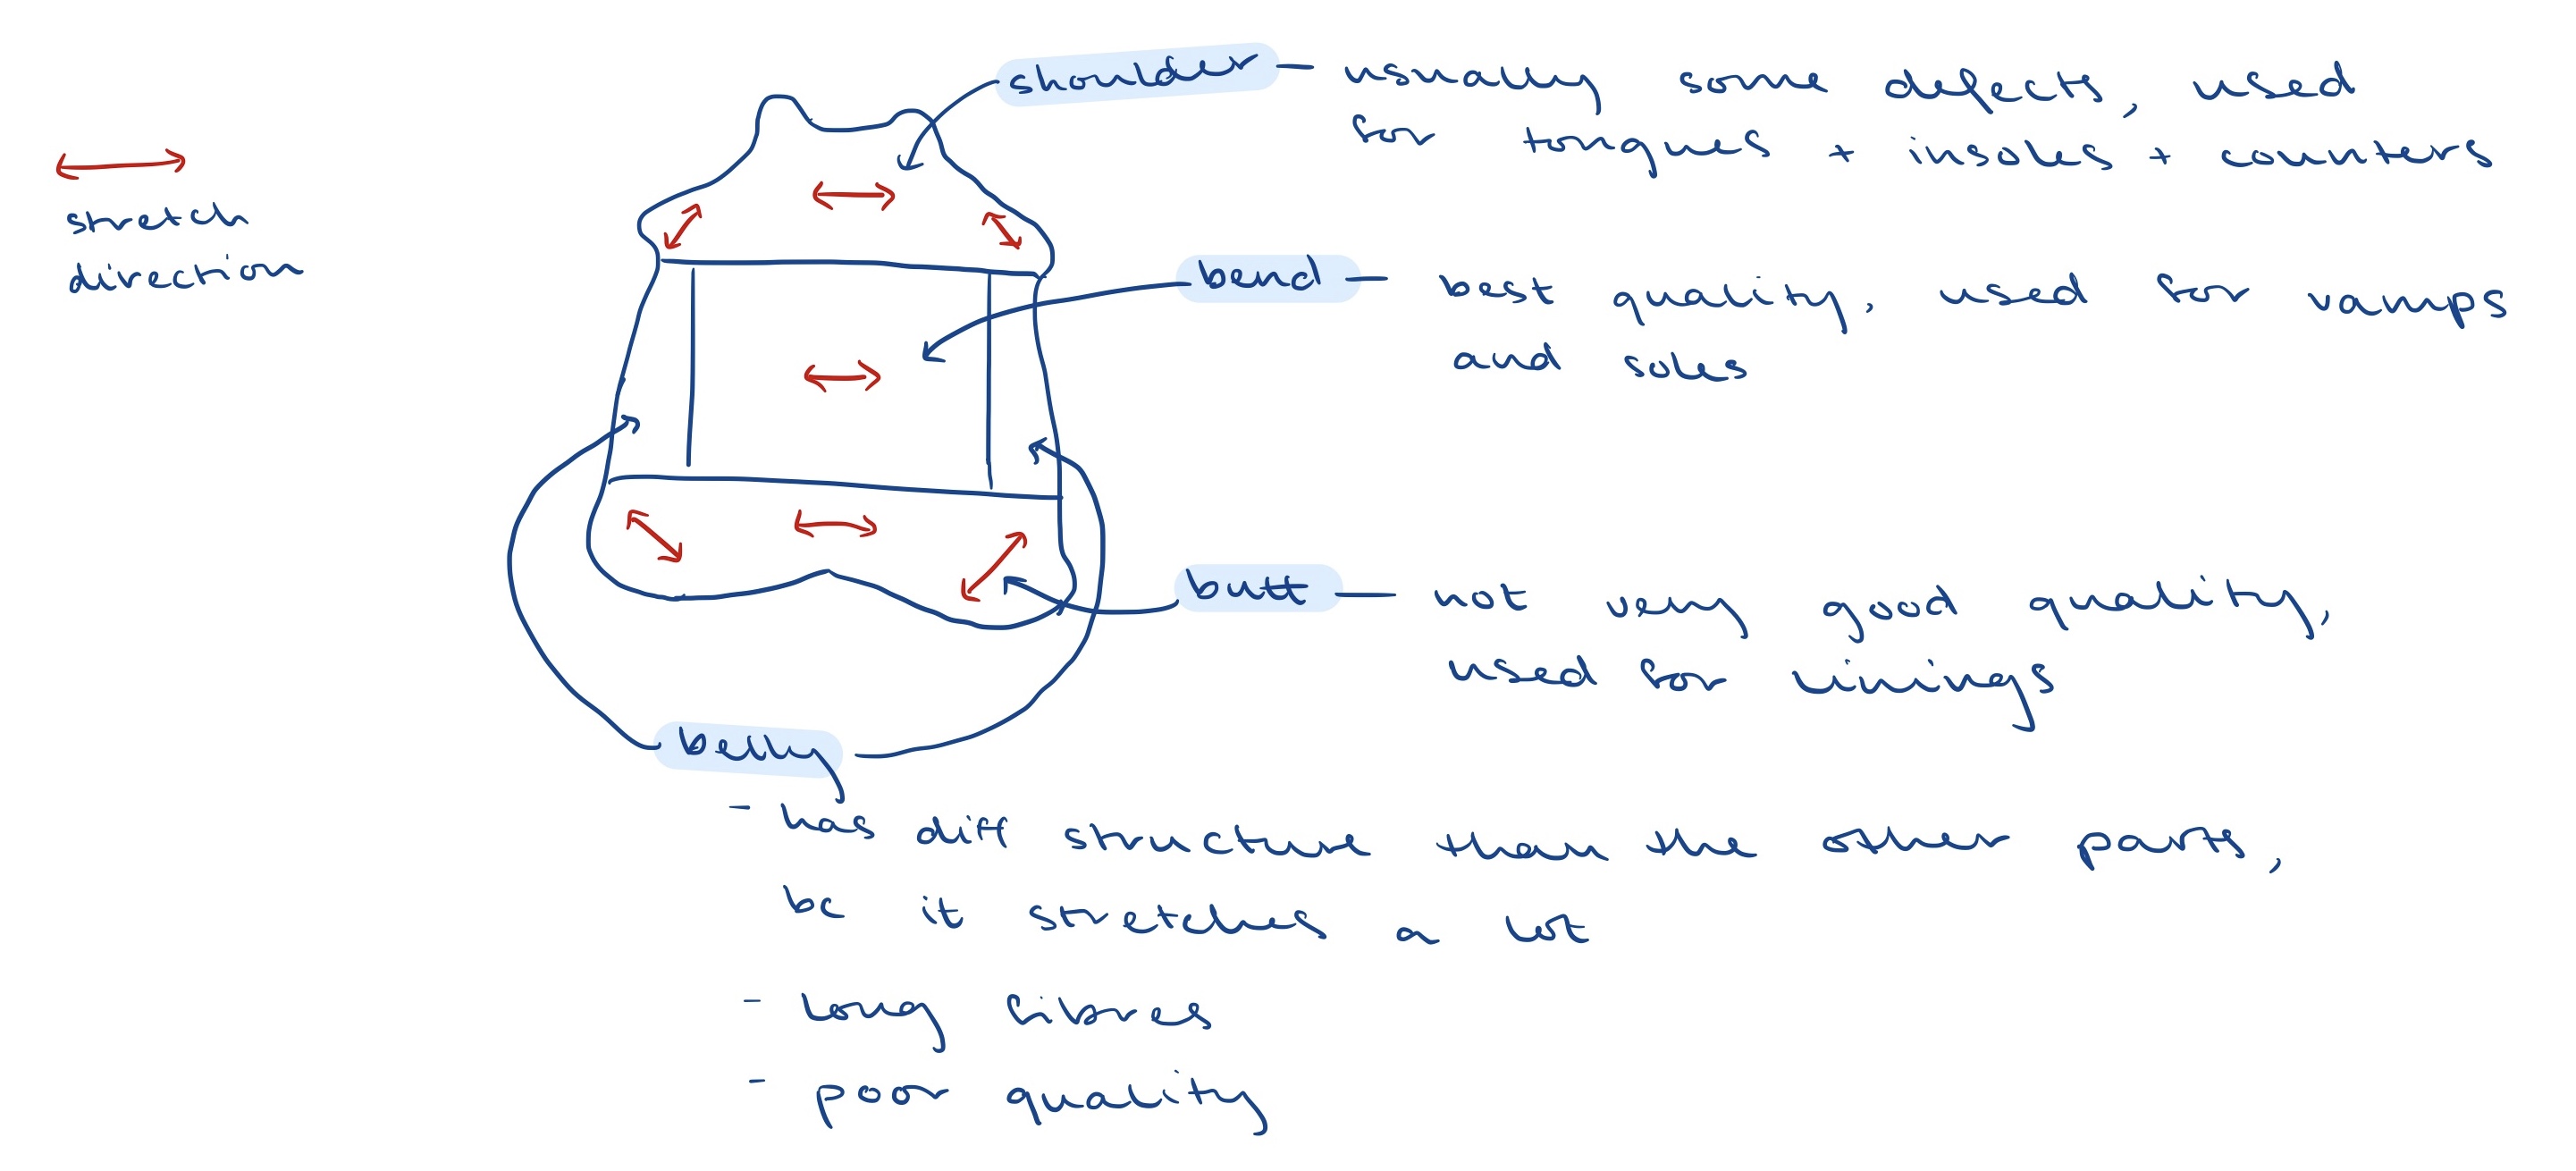 shoulder — usually some defects, used
for tongues + insoles + counters
stretch
direction
bend — best quality, used for vamps
and soles
butt — not very good quality,
used for linings
belly
- has diff structure than the other parts,
bc it stretches a lot
- long fibres
- poor quality